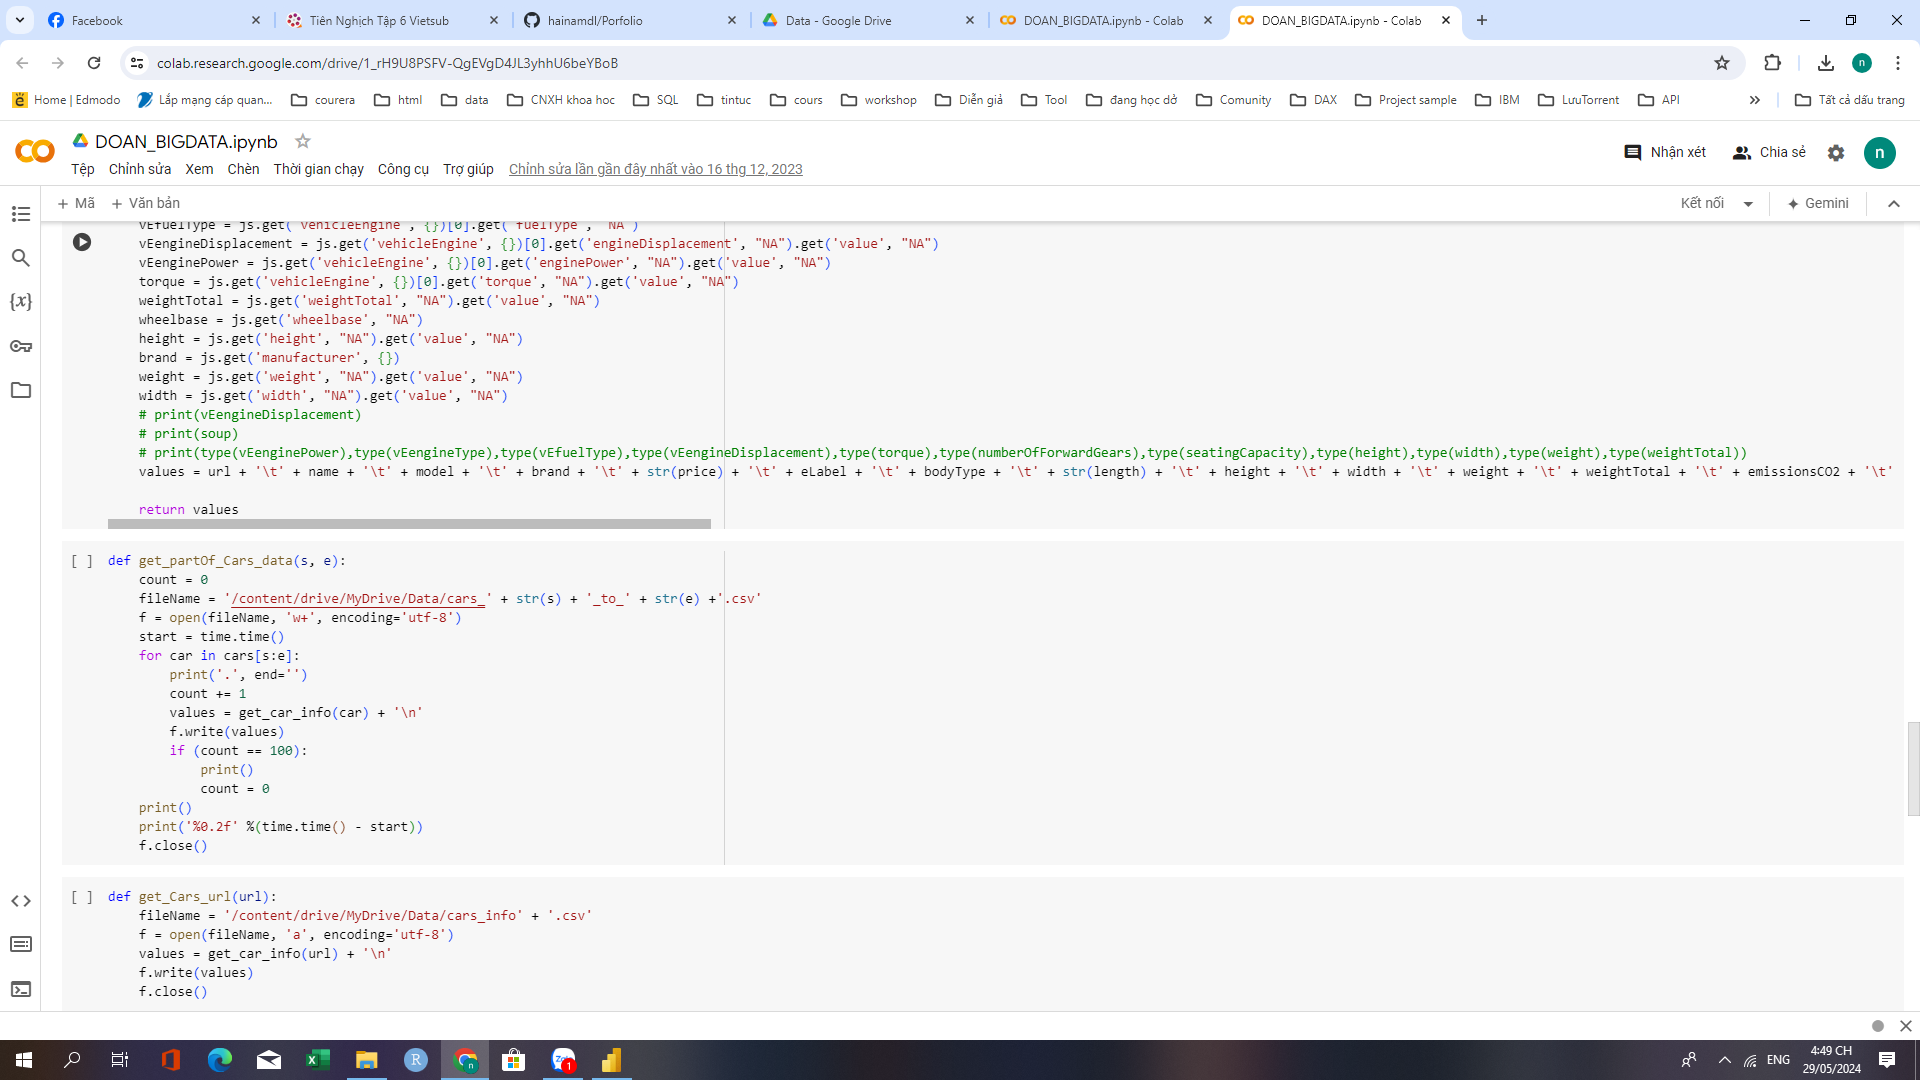 Facebook
Tiên Nghịch Tập 6 Vietsub
hainamdl/Porfolio
Data - Google Drive
DOAN_BIGDATA.ipynb - Colab
DOAN_BIGDATA.ipynb - Colab
colab.research.google.com/drive/1_rH9U8PSFV-QgEVgD4JL3yhhU6beYBoB
n
Home | Edmodo
Lắp mạng cáp quan...
courera
html
data
CNXH khoa hoc
SQL
tintuc
cours
workshop
Diễn giả
Tool
đang học dở
Comunity
DAX
Project sample
IBM
LuuTorrent
API
Tất cả dấu trang
DOAN_BIGDATA.ipynb
Tệp Chỉnh sửa Xem Chèn Thời gian chạy Công cụ Trợ giúp Chỉnh sửa lần gần đây nhất vào 16 thg 12, 2023
Nhận xét
Chia sẻ
n
+ Mã + Văn bản
Kết nối
Gemini
vEfuelType = js.get('vehicleEngine', {})[0].get('fuelType', "NA")
vEengineDisplacement = js.get('vehicleEngine', {})[0].get('engineDisplacement', "NA").get('value', "NA")
vEenginePower = js.get('vehicleEngine', {})[0].get('enginePower', "NA").get('value', "NA")
torque = js.get('vehicleEngine', {})[0].get('torque', "NA").get('value', "NA")
weightTotal = js.get('weightTotal', "NA").get('value', "NA")
wheelbase = js.get('wheelbase', "NA")
height = js.get('height', "NA").get('value', "NA")
brand = js.get('manufacturer', {})
weight = js.get('weight', "NA").get('value', "NA")
width = js.get('width', "NA").get('value', "NA")
# print(vEengineDisplacement)
# print(soup)
# print(type(vEenginePower),type(vEengineType),type(vEfuelType),type(vEengineDisplacement),type(torque),type(numberOfForwardGears),type(seatingCapacity),type(height),type(width),type(weight),type(weightTotal))
values = url + '\t' + name + '\t' + model + '\t' + brand + '\t' + str(price) + '\t' + eLabel + '\t' + bodyType + '\t' + str(length) + '\t' + height + '\t' + width + '\t' + weight + '\t' + weightTotal + '\t' + emissionsCO2 + '\t'
return values
[ ] def get_partOf_Cars_data(s, e):
count = 0
fileName = '/content/drive/MyDrive/Data/cars_' + str(s) + '_to_' + str(e) +'.csv'
f = open(fileName, 'w+', encoding='utf-8')
start = time.time()
for car in cars[s:e]:
print('.', end='')
count += 1
values = get_car_info(car) + '\n'
f.write(values)
if (count == 100):
print()
count = 0
print()
print('%0.2f' %(time.time() - start))
f.close()
[ ] def get_Cars_url(url):
fileName = '/content/drive/MyDrive/Data/cars_info' + '.csv'
f = open(fileName, 'a', encoding='utf-8')
values = get_car_info(url) + '\n'
f.write(values)
f.close()
ENG
4:49 CH
29/05/2024